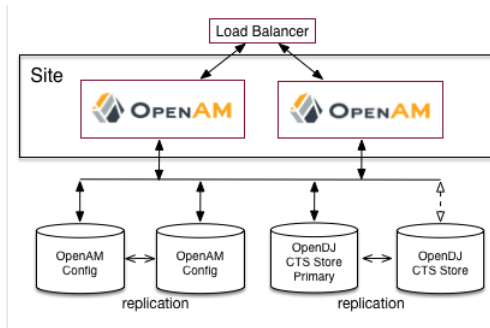 Load Balancer
Site
OPENAM OPENAM
OpenAM
Config
OpenAM
Config
OpenDJ
CTS Store
Primary
OpenDJ
CTS Store
replication replication